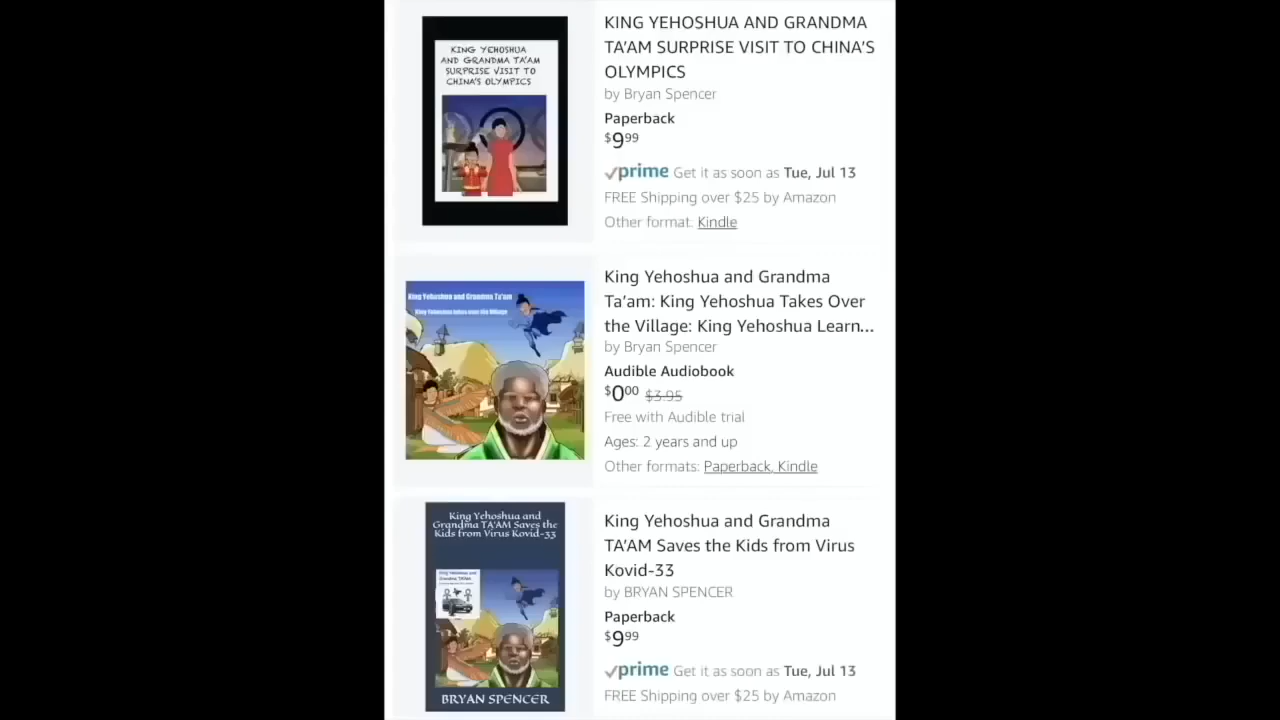 KING YEHOSHUA
AND GRANDMA TA'AM
SURPRISE VISIT TO
CHINA'S OLYMPICS
KING YEHOSHUA AND GRANDMA
TA'AM SURPRISE VISIT TO CHINA'S
OLYMPICS
by Bryan Spencer
Paperback
$9.99
prime Get it as soon as Tue, Jul 13
FREE Shipping over $25 by Amazon
Other format: Kindle
King Yehoshua and Grandma Ta'am
King Yehoshua takes over the Village
King Yehoshua and Grandma
Ta'am: King Yehoshua Takes Over
the Village: King Yehoshua Learn...
by Bryan Spencer
Audible Audiobook
$0.00 $3.95
Free with Audible trial
Ages: 2 years and up
Other formats: Paperback, Kindle
King Yehoshua and
Grandma TA'AM Saves the
Kids from Virus Kovid-33
BRYAN SPENCER
King Yehoshua and Grandma
TA'AM Saves the Kids from Virus
Kovid-33
by BRYAN SPENCER
Paperback
$9.99
prime Get it as soon as Tue, Jul 13
FREE Shipping over $25 by Amazon